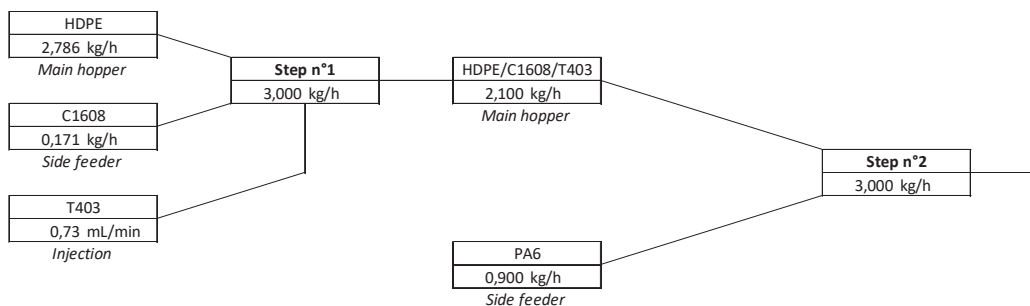 HDPE
2,786 kg/h
Main hopper
C1608
0,171 kg/h
Side feeder
T403
0,73 mL/min
Injection
Step n°1
3,000 kg/h
HDPE/C1608/T403
2,100 kg/h
Main hopper
PA6
0,900 kg/h
Side feeder
Step n°2
3,000 kg/h